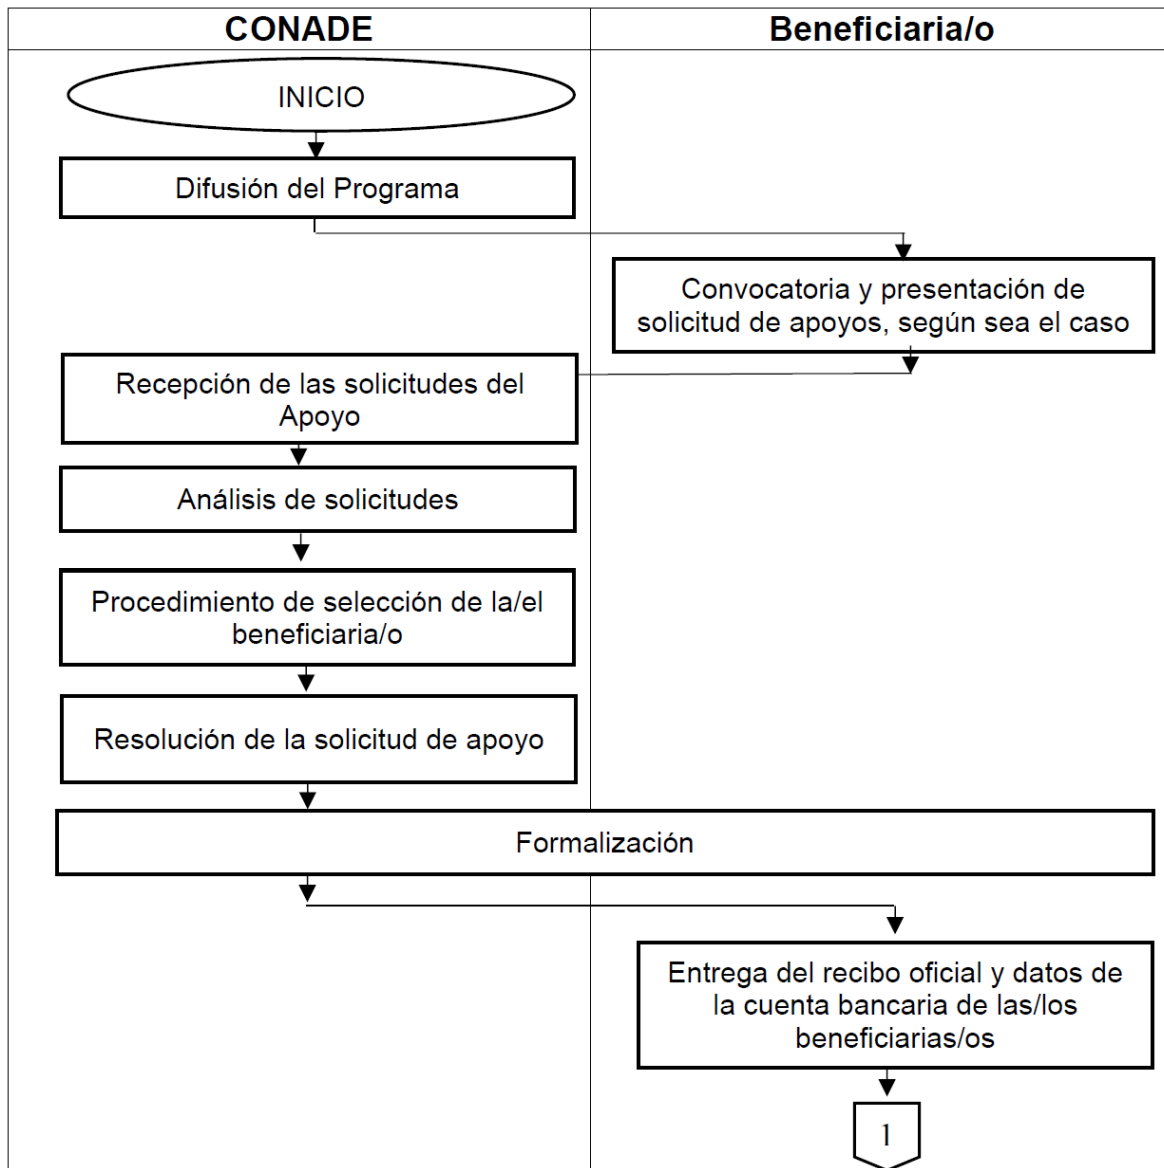 CONADE
Beneficiaria/o
INICIO
Difusión del Programa
Convocatoria y presentación de
solicitud de apoyos, según sea el caso
Recepción de las solicitudes del
Apoyo
Análisis de solicitudes
Procedimiento de selección de la/el
beneficiaria/o
Resolución de la solicitud de apoyo
Formalización
Entrega del recibo oficial y datos de
la cuenta bancaria de las/los
beneficiarias/os
1